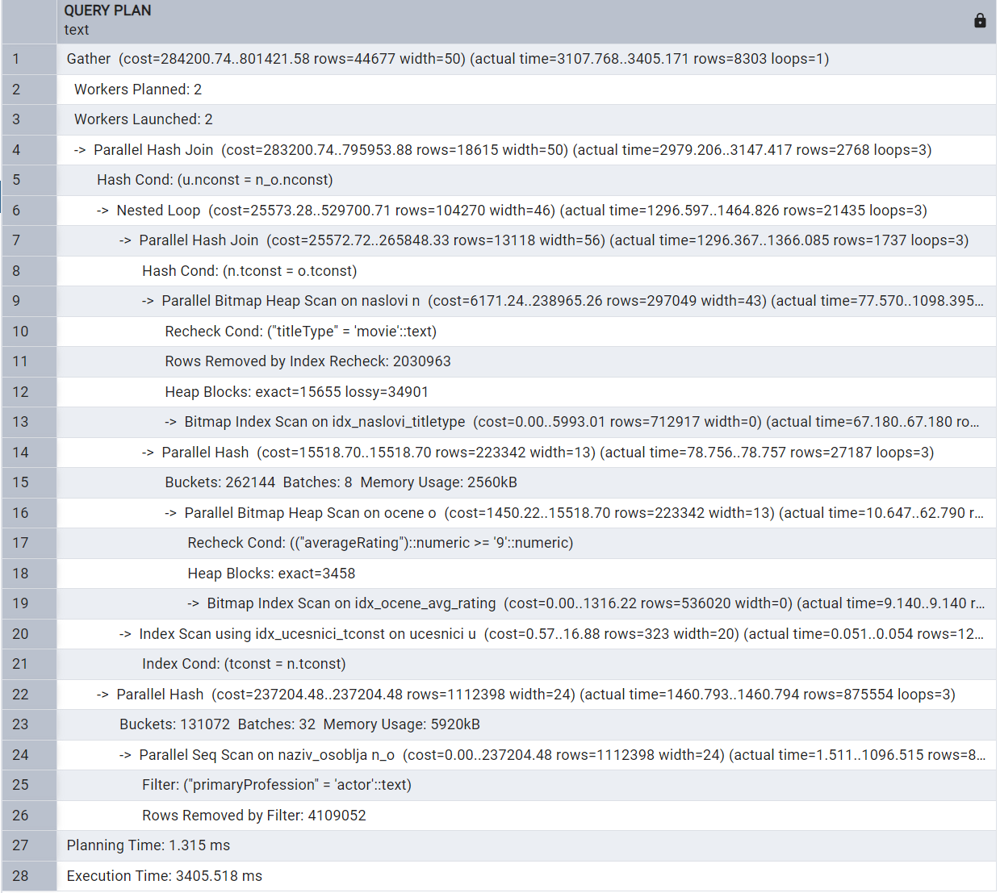 QUERY PLAN
text
1 Gather (cost=284200.74..801421.58 rows=44677 width=50) (actual time=3107.768..3405.171 rows=8303 loops=1)
2 Workers Planned: 2
3 Workers Launched: 2
4 -> Parallel Hash Join (cost=283200.74..795953.88 rows=18615 width=50) (actual time=2979.206..3147.417 rows=2768 loops=3)
5 Hash Cond: (u.nconst = n_o.nconst)
6 -> Nested Loop (cost=25573.28..529700.71 rows=104270 width=46) (actual time=1296.597..1464.826 rows=21435 loops=3)
7 -> Parallel Hash Join (cost=25572.72..265848.33 rows=13118 width=56) (actual time=1296.367..1366.085 rows=1737 loops=3)
8 Hash Cond: (n.tconst = o.tconst)
9 -> Parallel Bitmap Heap Scan on naslovi n (cost=6171.24..238965.26 rows=297049 width=43) (actual time=77.570..1098.395...
10 Recheck Cond: ("titleType" = 'movie'::text)
11 Rows Removed by Index Recheck: 2030963
12 Heap Blocks: exact=15655 lossy=34901
13 -> Bitmap Index Scan on idx_naslovi_titletype (cost=0.00..5993.01 rows=712917 width=0) (actual time=67.180..67.180 ro...
14 -> Parallel Hash (cost=15518.70..15518.70 rows=223342 width=13) (actual time=78.756..78.757 rows=27187 loops=3)
15 Buckets: 262144 Batches: 8 Memory Usage: 2560kB
16 -> Parallel Bitmap Heap Scan on ocene o (cost=1450.22..15518.70 rows=223342 width=13) (actual time=10.647..62.790 r...
17 Recheck Cond: (("averageRating")::numeric >= '9'::numeric)
18 Heap Blocks: exact=3458
19 -> Bitmap Index Scan on idx_ocene_avg_rating (cost=0.00..1316.22 rows=536020 width=0) (actual time=9.140..9.140 r...
20 -> Index Scan using idx_ucesnici_tconst on ucesnici u (cost=0.57..16.88 rows=323 width=20) (actual time=0.051..0.054 rows=12...
21 Index Cond: (tconst = n.tconst)
22 -> Parallel Hash (cost=237204.48..237204.48 rows=1112398 width=24) (actual time=1460.793..1460.794 rows=875554 loops=3)
23 Buckets: 131072 Batches: 32 Memory Usage: 5920kB
24 -> Parallel Seq Scan on naziv_osoblja n_o (cost=0.00..237204.48 rows=1112398 width=24) (actual time=1.511..1096.515 rows=8...
25 Filter: ("primaryProfession" = 'actor'::text)
26 Rows Removed by Filter: 4109052
27 Planning Time: 1.315 ms
28 Execution Time: 3405.518 ms